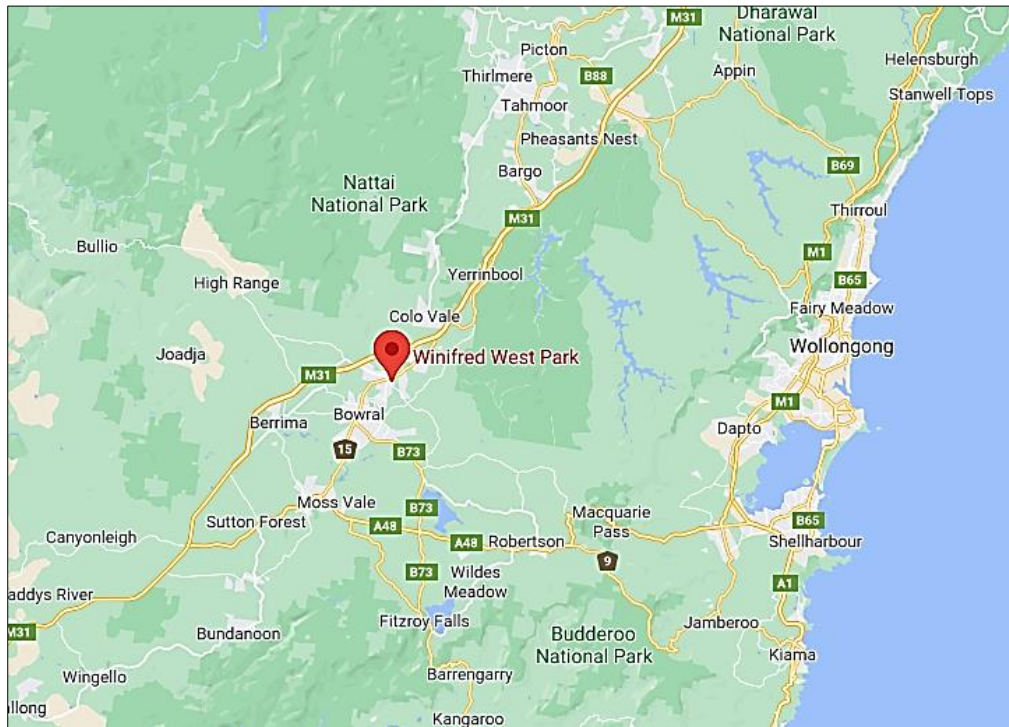 M31
Dharawal
National Park
Picton
Helensburgh
Thirlmere
B88
Appin
Stanwell Tops
Tahmoor
Pheasants Nest
Bargo
B69
Nattai
National Park
M31
Thirroul
Bullio
M1
High Range
Yerrinbool
B65
Colo Vale
Fairy Meadow
Joadja
Winifred West Park
Wollongong
M31
M1
Berrima
Bowral
Dapto
15
B73
Moss Vale
B73
Macquarie
Pass
B65
Sutton Forest
A48
Canyonleigh
A48
Robertson
Shellharbour
9
B73
Wildes
Meadow
A1
addys River
Fitzroy Falls
Jamberoo
M31
Bundanoon
Budderoo
National Park
Kiama
Wingello
Barrengarry
allong
Kangaroo